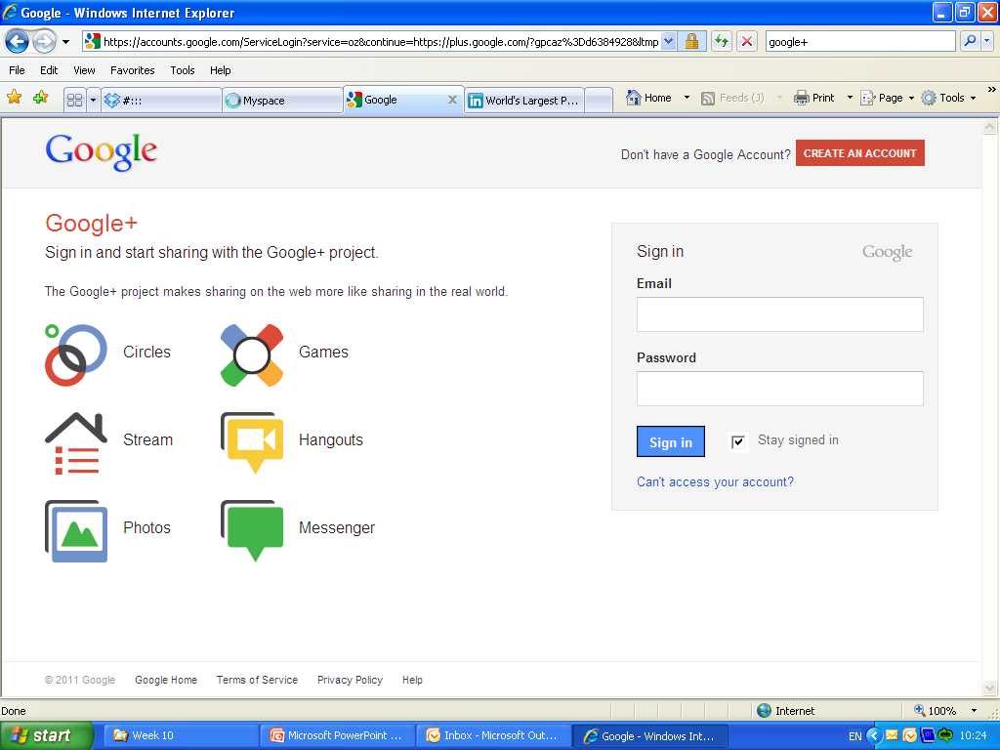 Google - Windows Internet Explorer
https://accounts.google.com/ServiceLogin?service=oz&continue=https://plus.google.com/?gpcaz%3Dd6384928&ltmp
google+
File Edit View Favorites Tools Help
#::: Myspace Google World's Largest P... Home Feeds (J) Print Page Tools »
Google
Don't have a Google Account? CREATE AN ACCOUNT
Google+
Sign in and start sharing with the Google+ project.
The Google+ project makes sharing on the web more like sharing in the real world.
Circles Games
Stream Hangouts
Photos Messenger
Sign in Google
Email
Password
Sign in Stay signed in
Can't access your account?
© 2011 Google Google Home Terms of Service Privacy Policy Help
Done Internet 100%
start Week 10 Microsoft PowerPoint ... Inbox - Microsoft Out... Google - Windows Int... EN 10:24